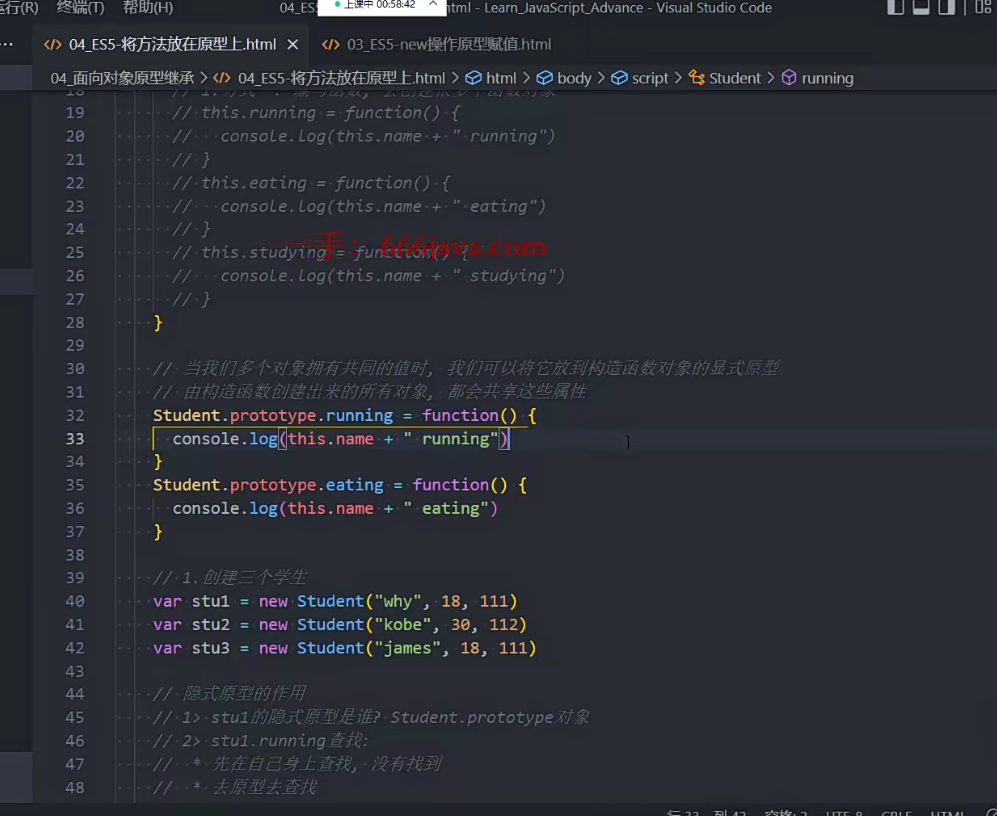 运行(R) 终端(T) 帮助(H) 04_ES5 上课中 00:58:42 html - Learn_JavaScript_Advance - Visual Studio Code
04_ES5-将方法放在原型上.html × 03_ES5-new操作原型赋值.html
04_面向对象原型继承 > 04_ES5-将方法放在原型上.html > html > body > script > Student > running
18 // 1.方式一: 编写函数, 会创建很多个函数对象
19 // this.running = function() {
20 // console.log(this.name + " running")
21 // }
22 // this.eating = function() {
23 // console.log(this.name + " eating")
24 // }
一手: 666java.com
25 // this.studying = function() {
26 // console.log(this.name + " studying")
27 // }
28 }
29
30 // 当我们多个对象拥有共同的值时, 我们可以将它放到构造函数对象的显式原型
31 // 由构造函数创建出来的所有对象, 都会共享这些属性
32 Student.prototype.running = function() {
33 console.log(this.name + " running")
34 }
35 Student.prototype.eating = function() {
36 console.log(this.name + " eating")
37 }
38
39 // 1.创建三个学生
40 var stu1 = new Student("why", 18, 111)
41 var stu2 = new Student("kobe", 30, 112)
42 var stu3 = new Student("james", 18, 111)
43
44 // 隐式原型的作用
45 // 1> stu1的隐式原型是谁? Student.prototype对象
46 // 2> stu1.running查找:
47 // * 先在自己身上查找, 没有找到
48 // * 去原型去查找
行 33, 列 42 空格: 2 UTF-8 CRLF HTML